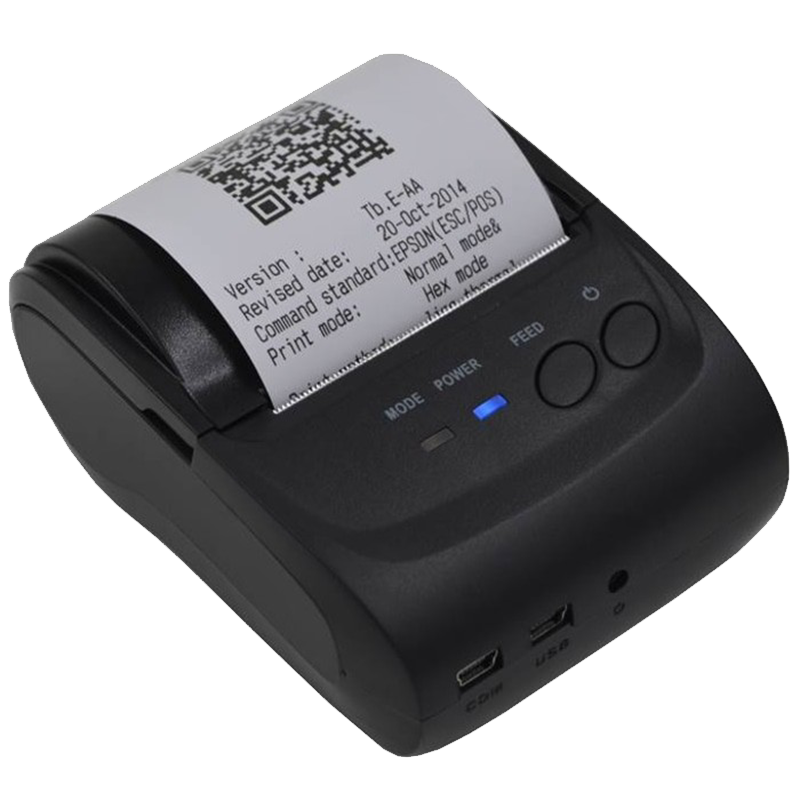 Version : Tb.E-AA
Revised date: 20-Oct-2014
Command standard:EPSON(ESC/POS)
Print mode: Normal mode&
Hex mode
MODE POWER FEED
COM USB